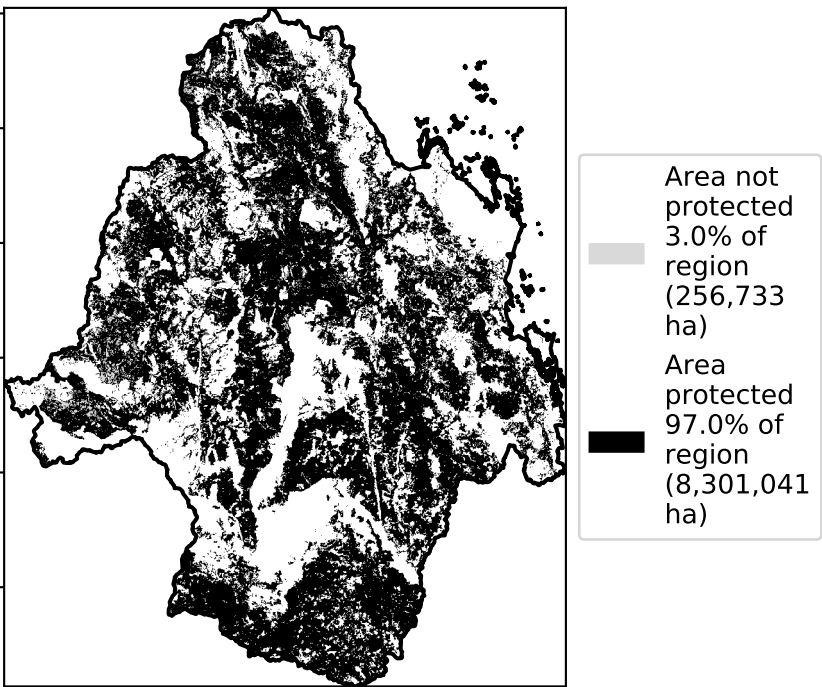 Area not
protected
3.0% of
region
(256,733
ha)
Area
protected
97.0% of
region
(8,301,041
ha)